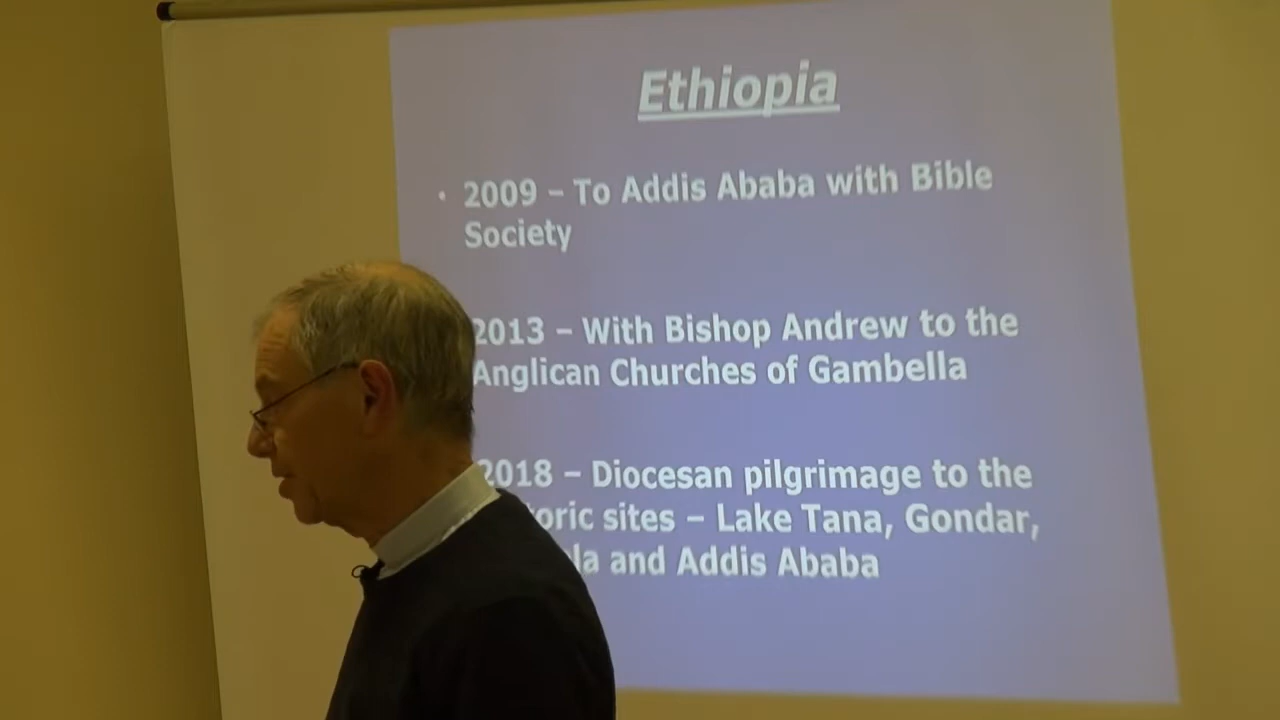 Ethiopia
• 2009 – To Addis Ababa with Bible
Society
2013 – With Bishop Andrew to the
Anglican Churches of Gambella
2018 – Diocesan pilgrimage to the
sites – Lake Tana, Gondar,
and Addis Ababa